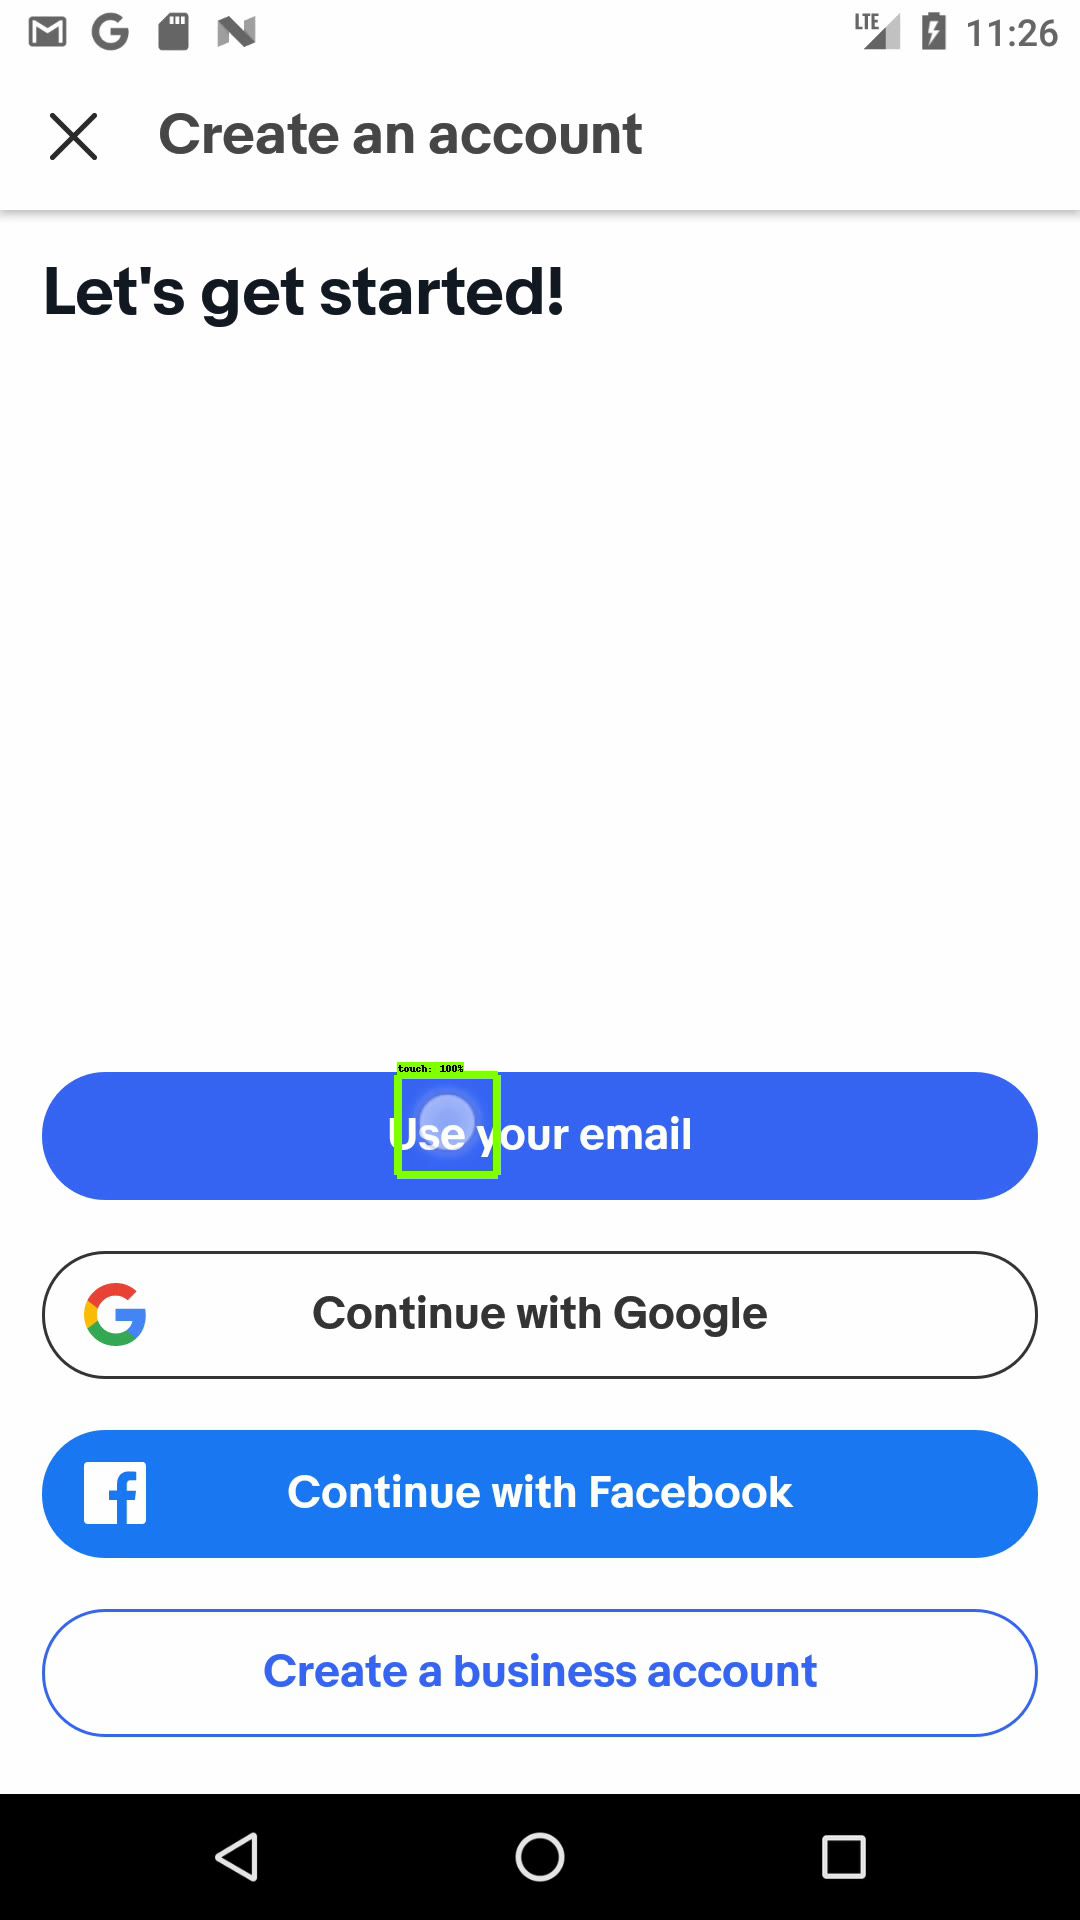 LTE 11:26
Create an account
Let's get started!
touch: 100%
Use your email
Continue with Google
Continue with Facebook
Create a business account